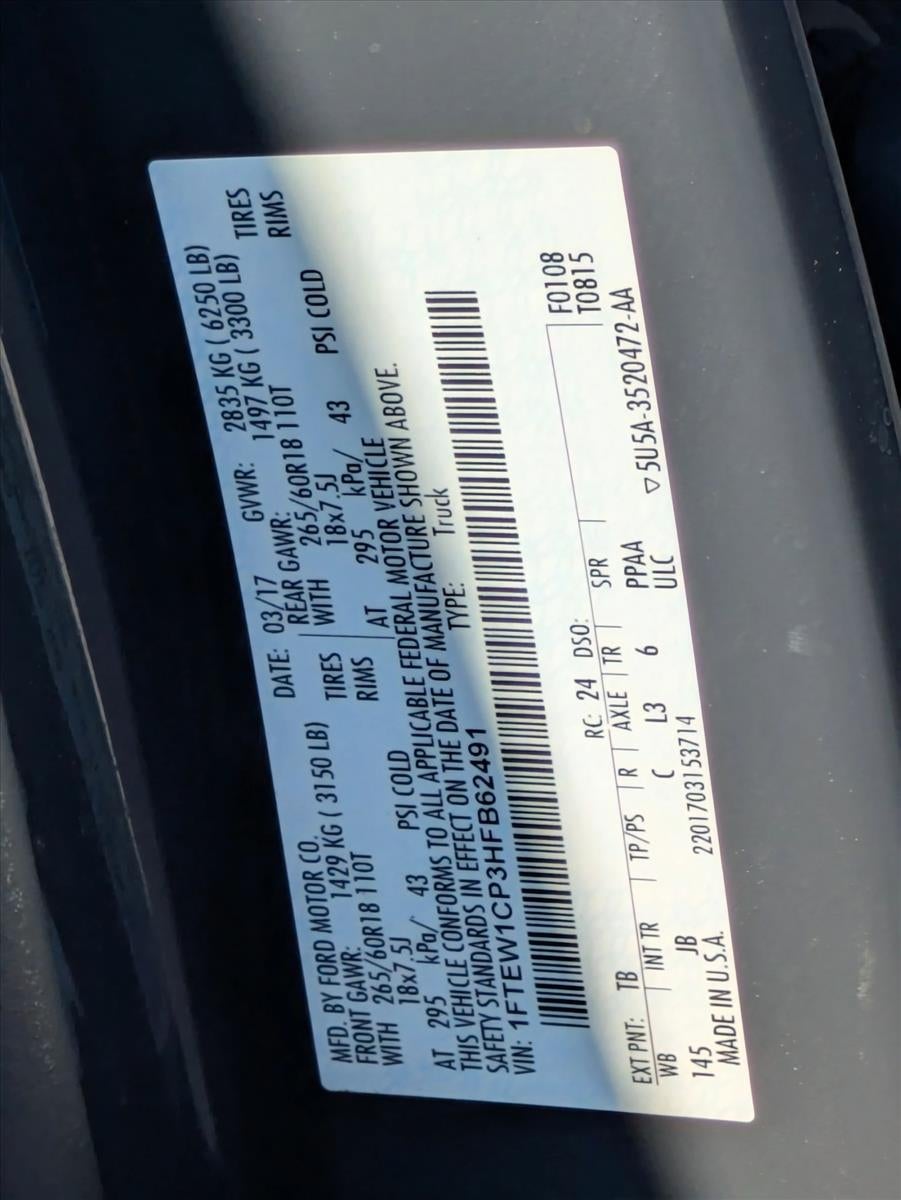 MFD. BY FORD MOTOR CO.
DATE: 03/17 GVWR: 2835 KG ( 6250 LB)
FRONT GAWR: 1429 KG ( 3150 LB) REAR GAWR: 1497 KG ( 3300 LB)
WITH 265/60R18 110T TIRES WITH 265/60R18 110T TIRES
18x7.5J RIMS 18x7.5J RIMS
AT 295 kPa/ 43 PSI COLD AT 295 kPa/ 43 PSI COLD
THIS VEHICLE CONFORMS TO ALL APPLICABLE FEDERAL MOTOR VEHICLE
SAFETY STANDARDS IN EFFECT ON THE DATE OF MANUFACTURE SHOWN ABOVE.
VIN: 1FTEW1CP3HFB62491 TYPE: Truck
F0108
T0815
EXT PNT: TB RC: 24 DSO:
WB INT TR TP/PS R AXLE TR SPR
145 JB C L3 6 PPAA
MADE IN U.S.A. 2201703153714 ULC ▽5U5A-3520472-AA